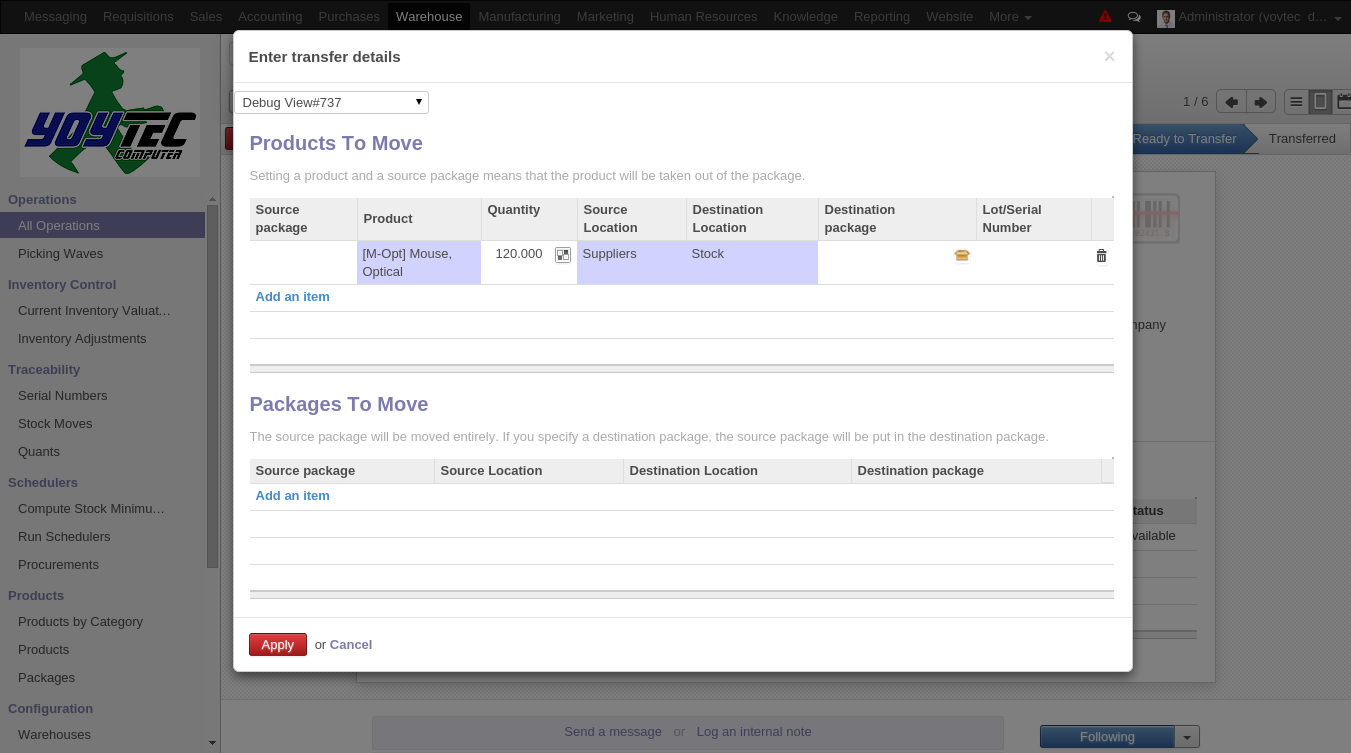 Messaging Requisitions Sales Accounting Purchases Warehouse Manufacturing Marketing Human Resources Knowledge Reporting Website More Administrator (yoytec_d...
YOYTEC
COMPUTER
Operations
All Operations
Picking Waves
Inventory Control
Current Inventory Valuat...
Inventory Adjustments
Traceability
Serial Numbers
Stock Moves
Quants
Schedulers
Compute Stock Minimu...
Run Schedulers
Procurements
Products
Products by Category
Products
Packages
Configuration
Warehouses
Enter transfer details ×
Debug View#737
Products To Move
Setting a product and a source package means that the product will be taken out of the package.
Source package Product Quantity Source Location Destination Location Destination package Lot/Serial Number
[M-Opt] Mouse, Optical 120.000 Suppliers Stock
Add an item
Packages To Move
The source package will be moved entirely. If you specify a destination package, the source package will be put in the destination package.
Source package Source Location Destination Location Destination package
Add an item
Apply or Cancel
1 / 6
Ready to Transfer Transferred
mpany
tatus
vailable
Send a message or Log an internal note
Following